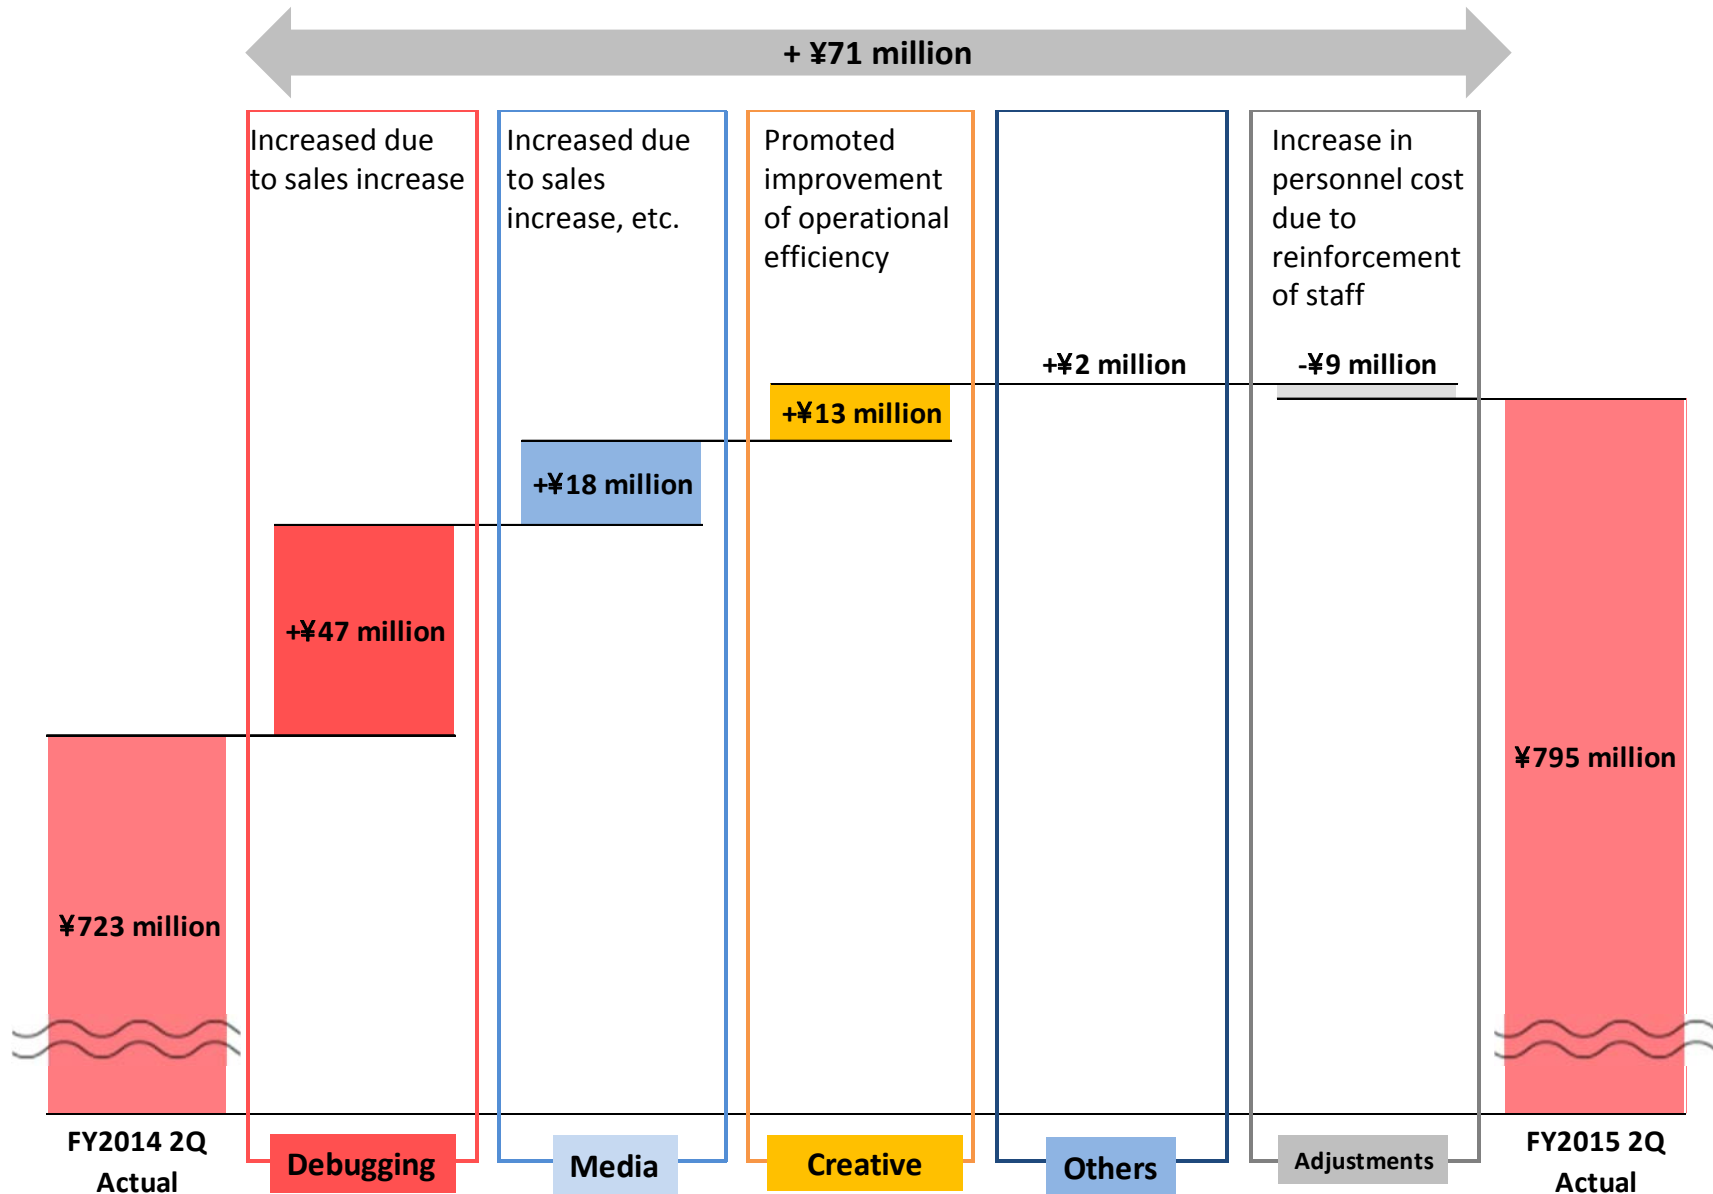 + ¥71 million
Increased due
to sales increase
Increased due
to sales
increase, etc.
Promoted
improvement
of operational
efficiency
Increase in
personnel cost
due to
reinforcement
of staff
+¥2 million
-¥9 million
+¥13 million
+¥18 million
+¥47 million
¥795 million
¥723 million
FY2014 2Q
Actual
Debugging
Media
Creative
Others
Adjustments
FY2015 2Q
Actual